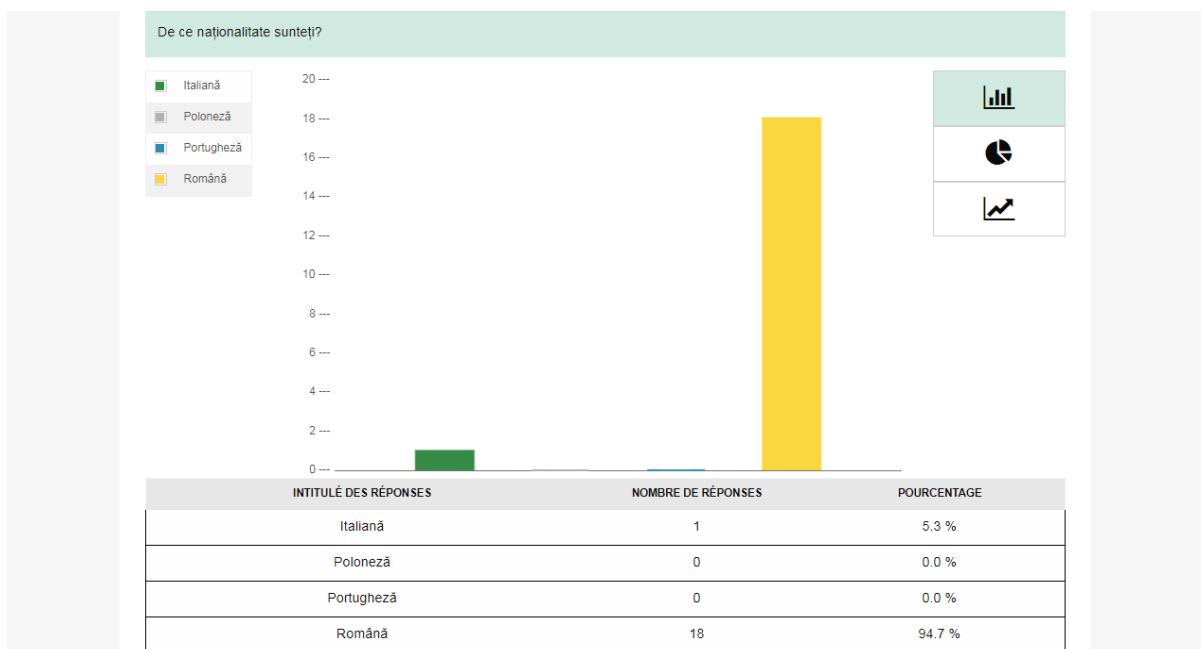 De ce naționalitate sunteți?
Italiană
Poloneză
Portugheză
Română
20 ---
18 ---
16 ---
14 ---
12 ---
10 ---
8 ---
6 ---
4 ---
2 ---
0 ---
INTITULÉ DES RÉPONSES NOMBRE DE RÉPONSES POURCENTAGE
Italiană 1 5.3 %
Poloneză 0 0.0 %
Portugheză 0 0.0 %
Română 18 94.7 %